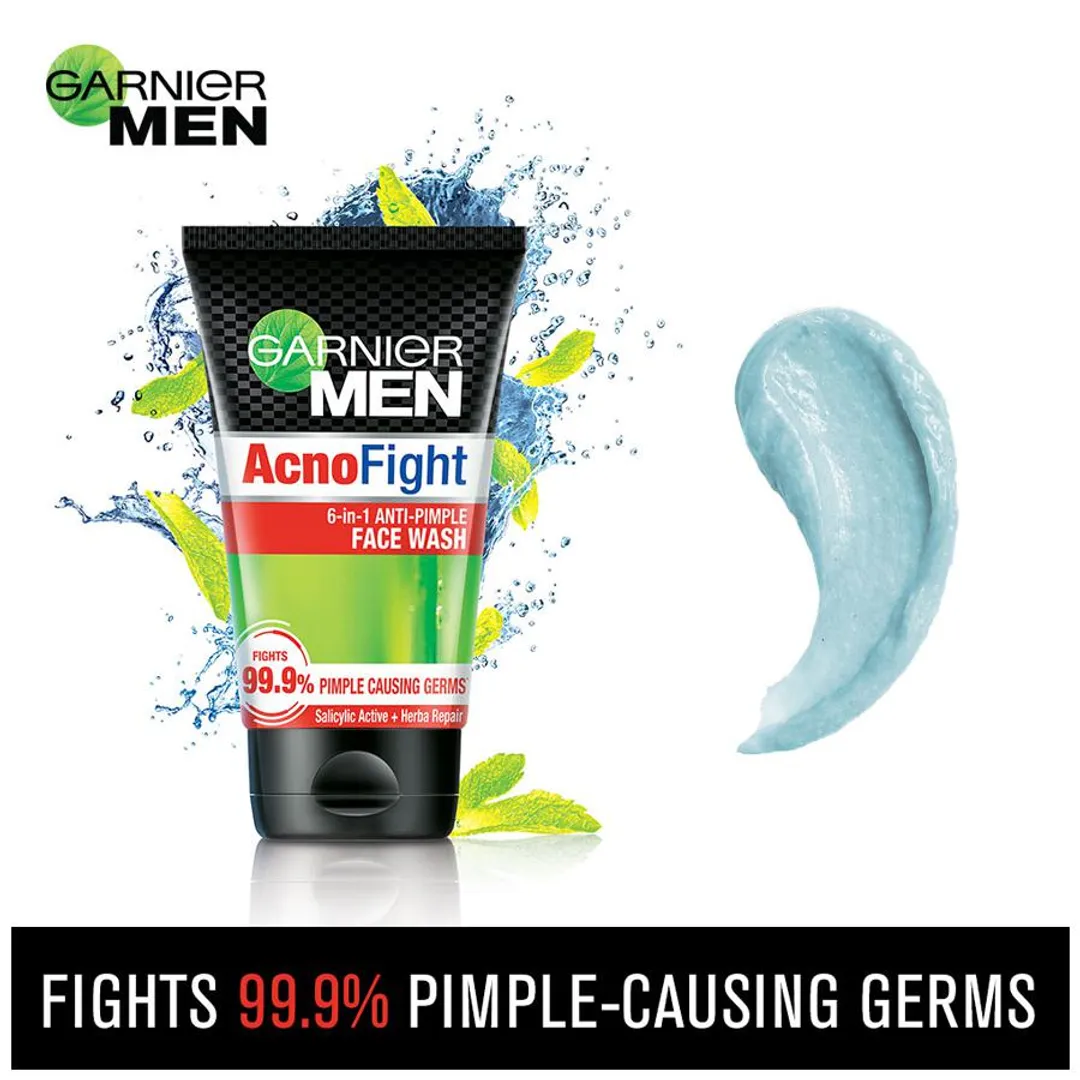 GARNIER
MEN
GARNIER
MEN
AcnoFight
6-in-1 ANTI-PIMPLE
FACE WASH
FIGHTS
99.9% PIMPLE CAUSING GERMS*
Salicylic Active + Herba Repair
FIGHTS 99.9% PIMPLE-CAUSING GERMS